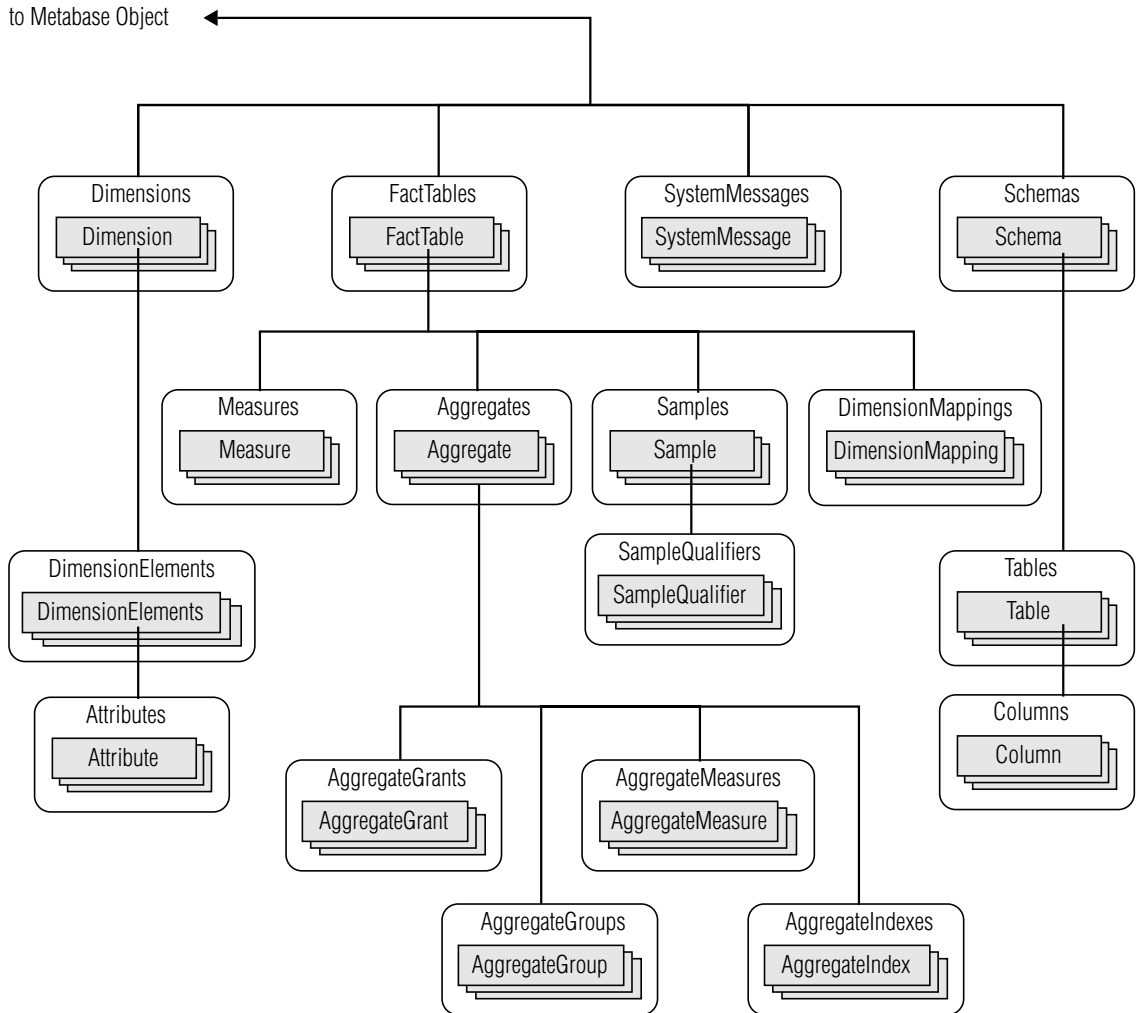 to Metabase Object
Dimensions
Dimension
FactTables
FactTable
SystemMessages
SystemMessage
Schemas
Schema
Measures
Measure
Aggregates
Aggregate
Samples
Sample
DimensionMappings
DimensionMapping
DimensionElements
DimensionElements
SampleQualifiers
SampleQualifier
Tables
Table
Attributes
Attribute
Columns
Column
AggregateGrants
AggregateGrant
AggregateMeasures
AggregateMeasure
AggregateGroups
AggregateGroup
AggregateIndexes
AggregateIndex